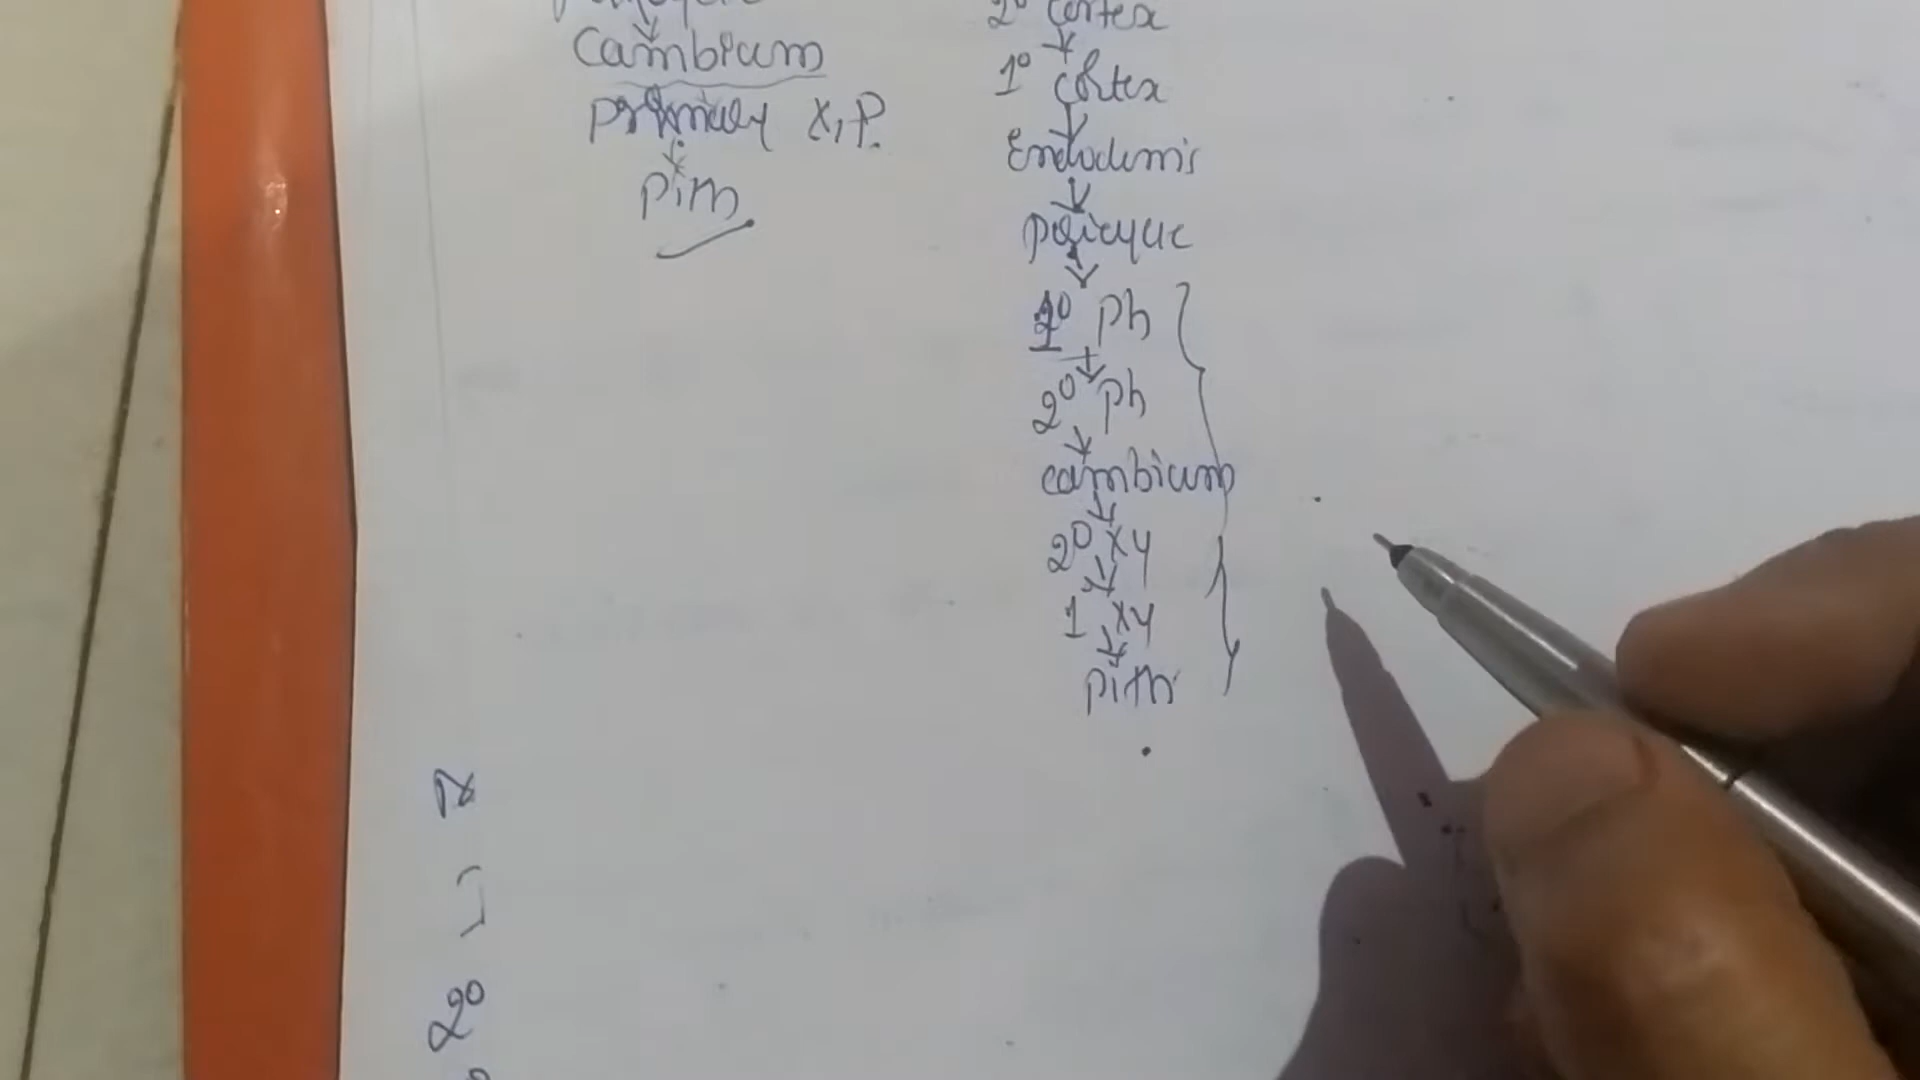 Cambium
primary X, P.
Pith
2° Cortex
1° Cortex
Endodermis
pericycle
1° Ph
2° Ph
cambium
2° xy
1 xy
pith
20